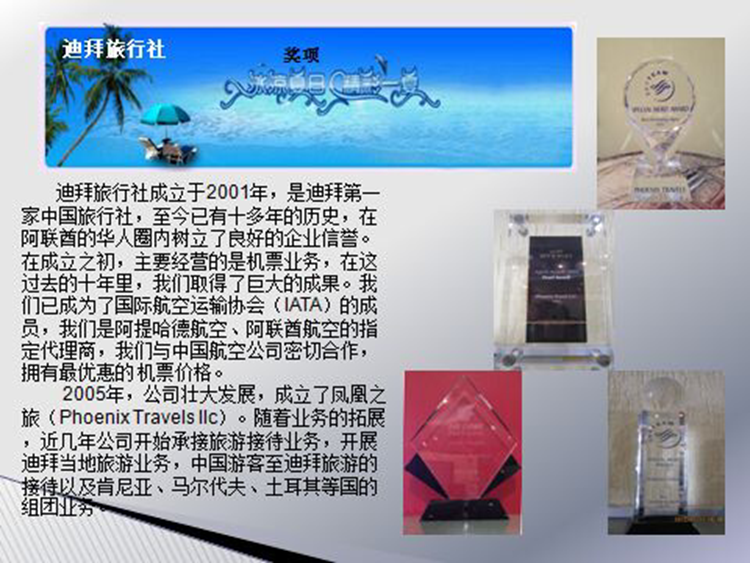 迪拜旅行社
奖项
冰凉夏日 精彩一夏
迪拜旅行社成立于2001年，是迪拜第一
家中国旅行社，至今已有十多年的历史，在
阿联酋的华人圈内树立了良好的企业信誉。
在成立之初，主要经营的是机票业务，在这
过去的十年里，我们取得了巨大的成果。我
们已成为了国际航空运输协会（IATA）的成
员，我们是阿提哈德航空、阿联酋航空的指
定代理商，我们与中国航空公司密切合作，
拥有最优惠的机票价格。
2005年，公司壮大发展，成立了凤凰之
旅（Phoenix Travels llc）。随着业务的拓展
，近几年公司开始承接旅游接待业务，开展
迪拜当地旅游业务，中国游客至迪拜旅游的
接待以及肯尼亚、马尔代夫、土耳其等国的
组团业务。
SPECIAL MERIT AWARD
PHOENIX TRAVELS